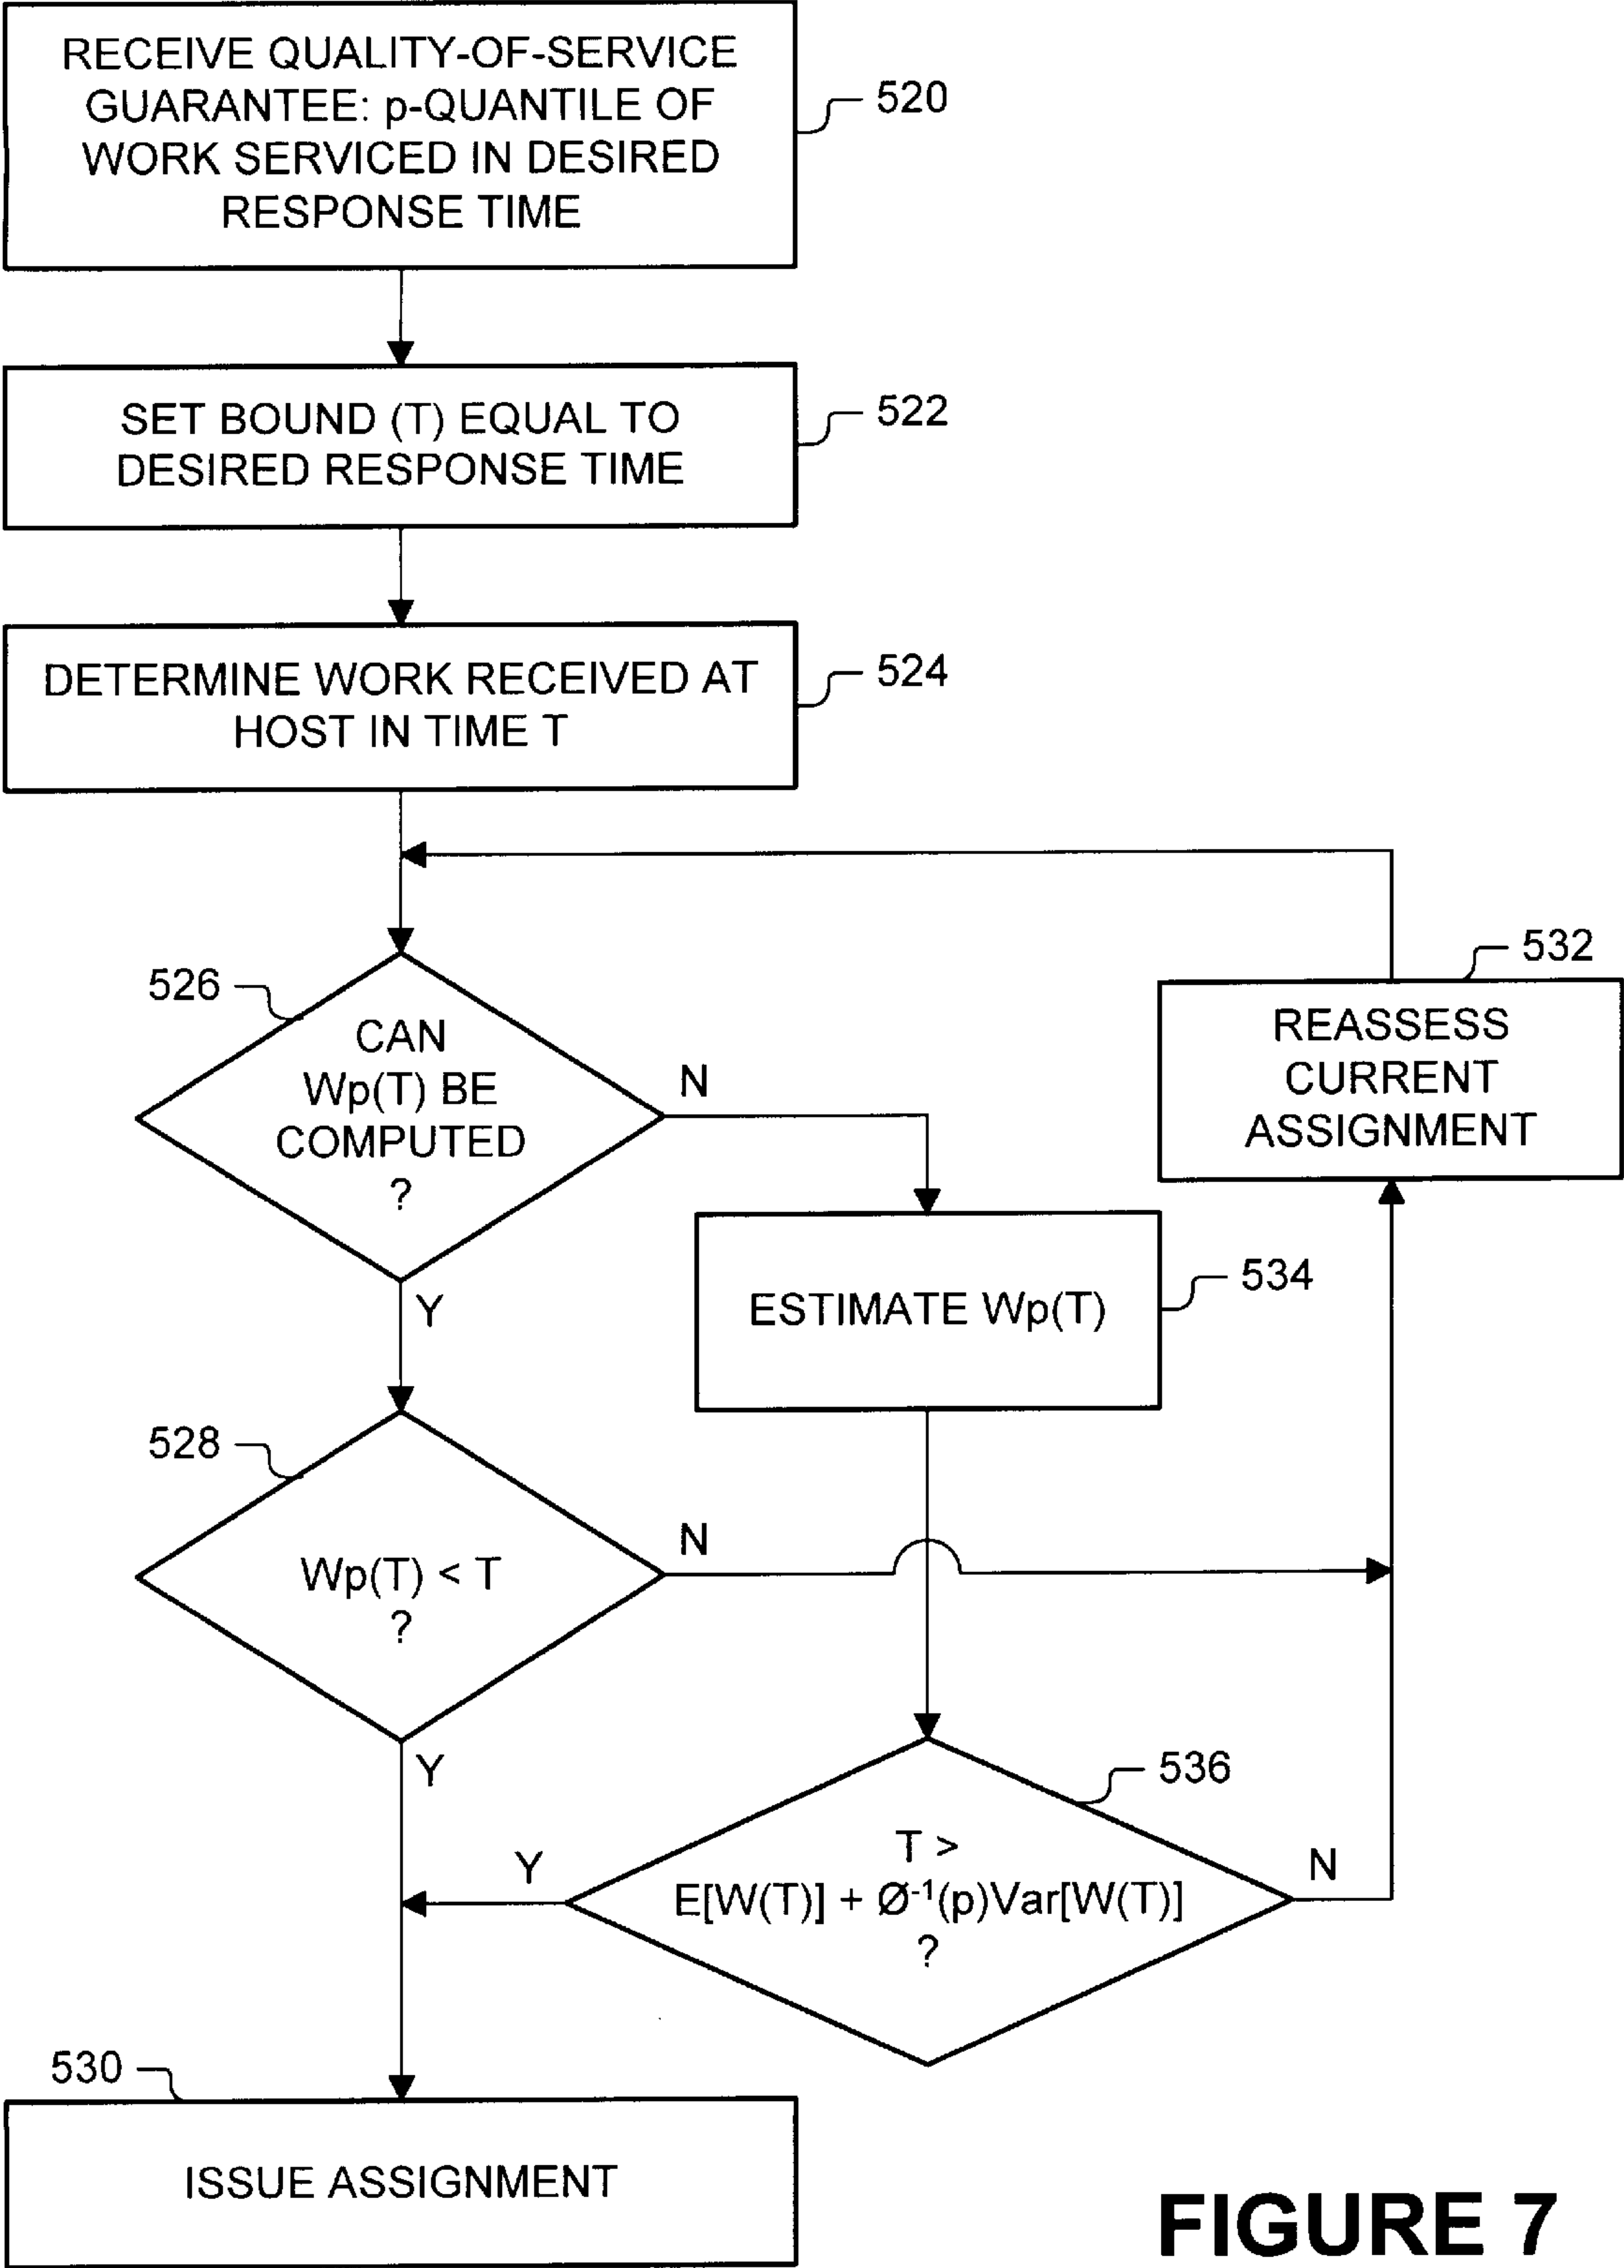 RECEIVE QUALITY-OF-SERVICE
GUARANTEE: p-QUANTILE OF
WORK SERVICED IN DESIRED
RESPONSE TIME
520
SET BOUND (T) EQUAL TO
DESIRED RESPONSE TIME
522
DETERMINE WORK RECEIVED AT
HOST IN TIME T
524
526
CAN
Wp(T) BE
COMPUTED
?
N
Y
532
REASSESS
CURRENT
ASSIGNMENT
ESTIMATE Wp(T)
534
528
Wp(T) < T
?
N
Y
536
T >
E[W(T)] + Ø⁻¹(p)Var[W(T)]
?
Y
N
530
ISSUE ASSIGNMENT
FIGURE 7